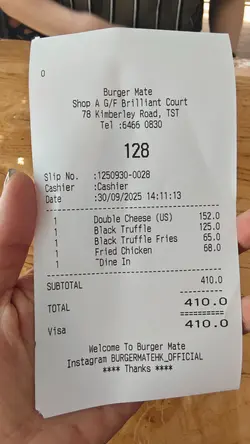 0
Burger Mate
Shop A G/F Brilliant Court
78 Kimberley Road, TST
Tel :6466 0830
128
Slip No. :1250930-0028
Cashier :Cashier
Date :30/09/2025 14:11:13
1 Double Cheese (US) 152.0
1 Black Truffle 125.0
1 Black Truffle Fries 65.0
1 Fried Chicken 68.0
1 ~Dine In
SUBTOTAL 410.0
TOTAL 410.0
Visa 410.0
Welcome To Burger Mate
Instagram BURGERMATEHK_OFFICIAL
**** Thanks ****